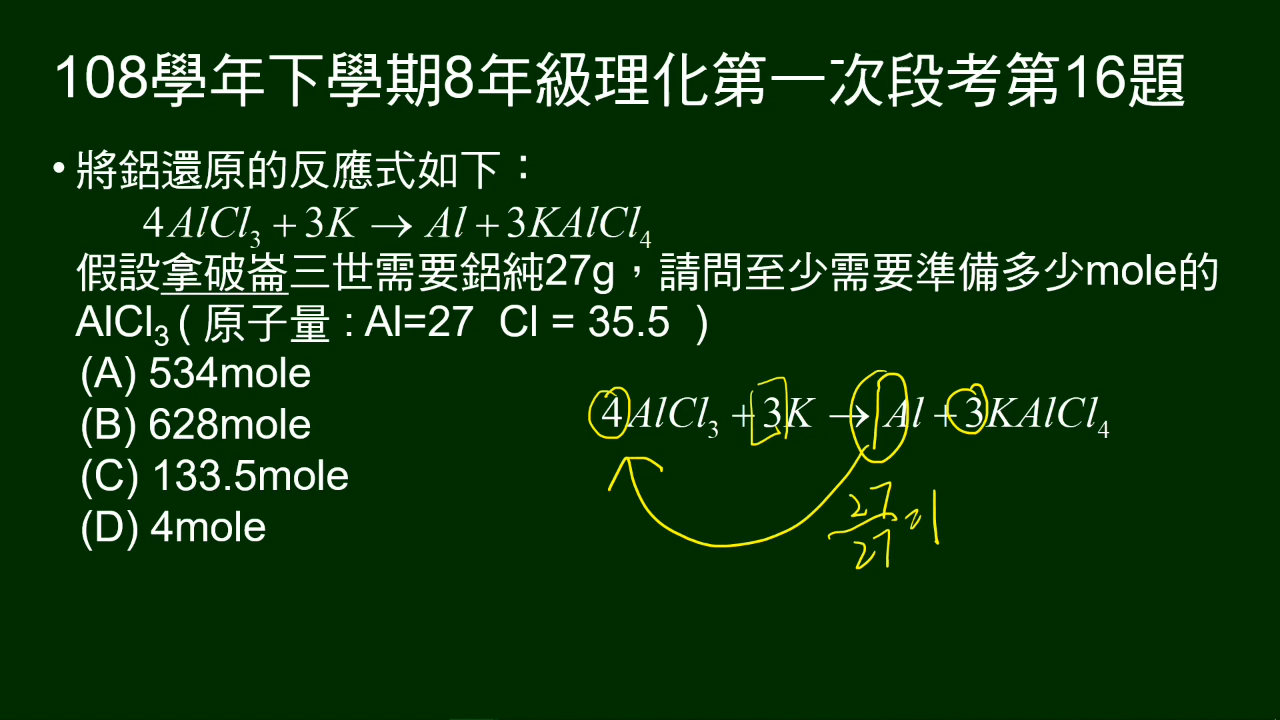 108學年下學期8年級理化第一次段考第16題
• 將鋁還原的反應式如下：
4AlCl₃ + 3K → Al + 3KAlCl₄
假設拿破崙三世需要鋁純27g，請問至少需要準備多少mole的
AlCl₃ ( 原子量 : Al=27 Cl = 35.5 )
(A) 534mole
(B) 628mole
(C) 133.5mole
(D) 4mole
4AlCl₃ + 3K → 1Al + 3KAlCl₄
27/27 = 1